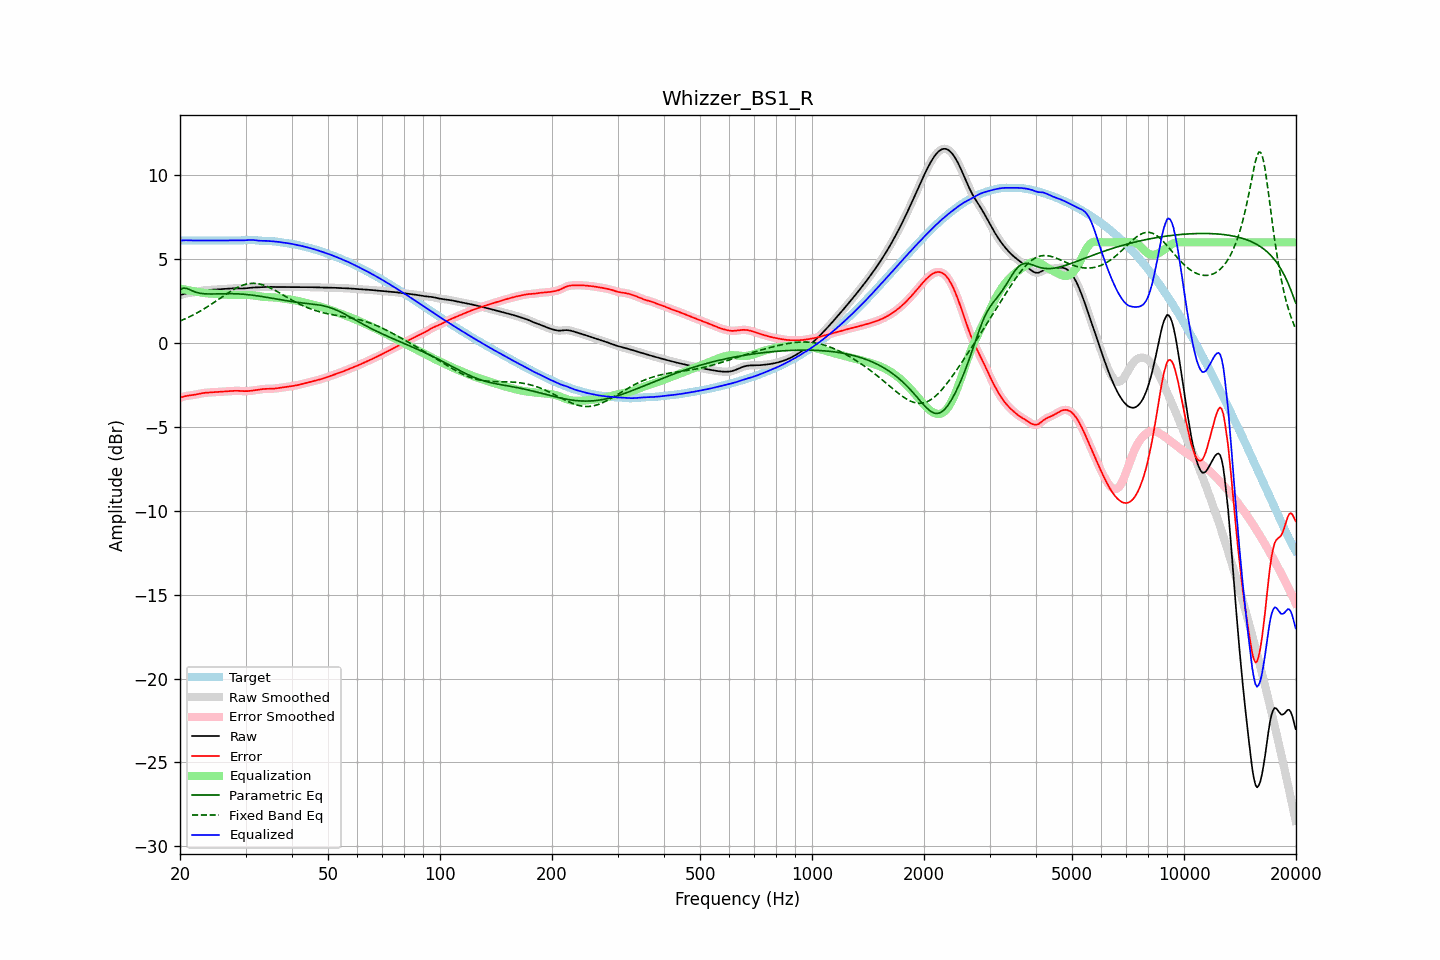 Whizzer_BS1_R
Amplitude (dBr)
10
5
0
−5
−10
−15
−20
−25
−30
Target
Raw Smoothed
Error Smoothed
Raw
Error
Equalization
Parametric Eq
Fixed Band Eq
Equalized
20 50 100 200 500 1000 2000 5000 10000 20000
Frequency (Hz)